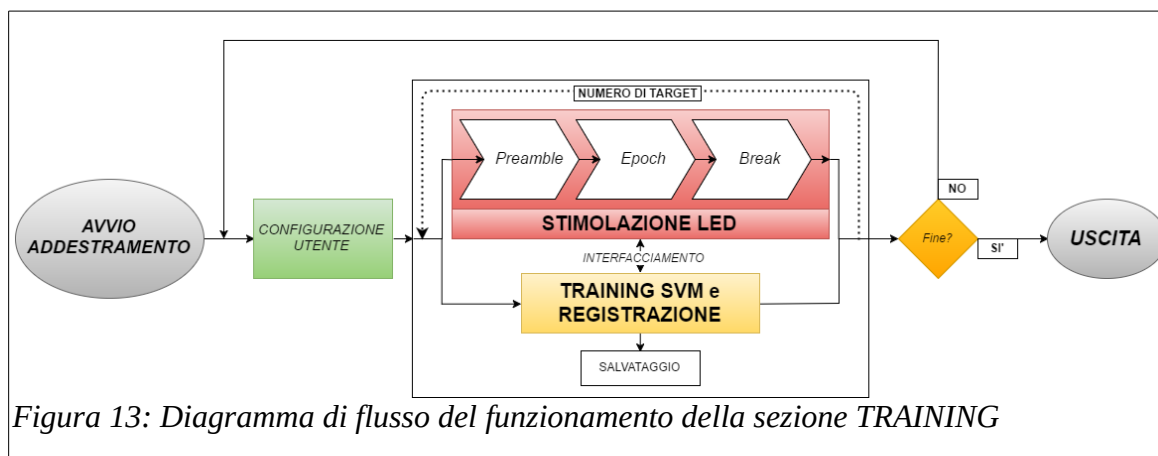 NUMERO DI TARGET
Preamble
Epoch
Break
NO
AVVIO
ADDESTRAMENTO
CONFIGURAZIONE
UTENTE
STIMOLAZIONE LED
Fine?
SI'
USCITA
INTERFACCIAMENTO
TRAINING SVM e
REGISTRAZIONE
SALVATAGGIO
Figura 13: Diagramma di flusso del funzionamento della sezione TRAINING